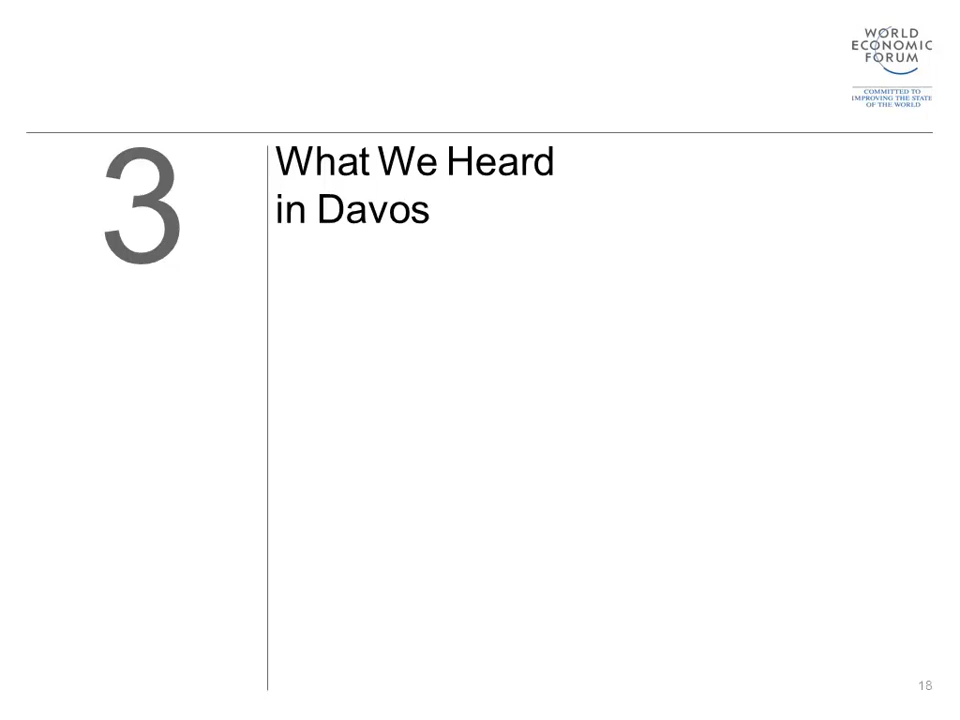 WORLD
ECONOMIC
FORUM
COMMITTED TO
IMPROVING THE STATE
OF THE WORLD
3
What We Heard
in Davos
18